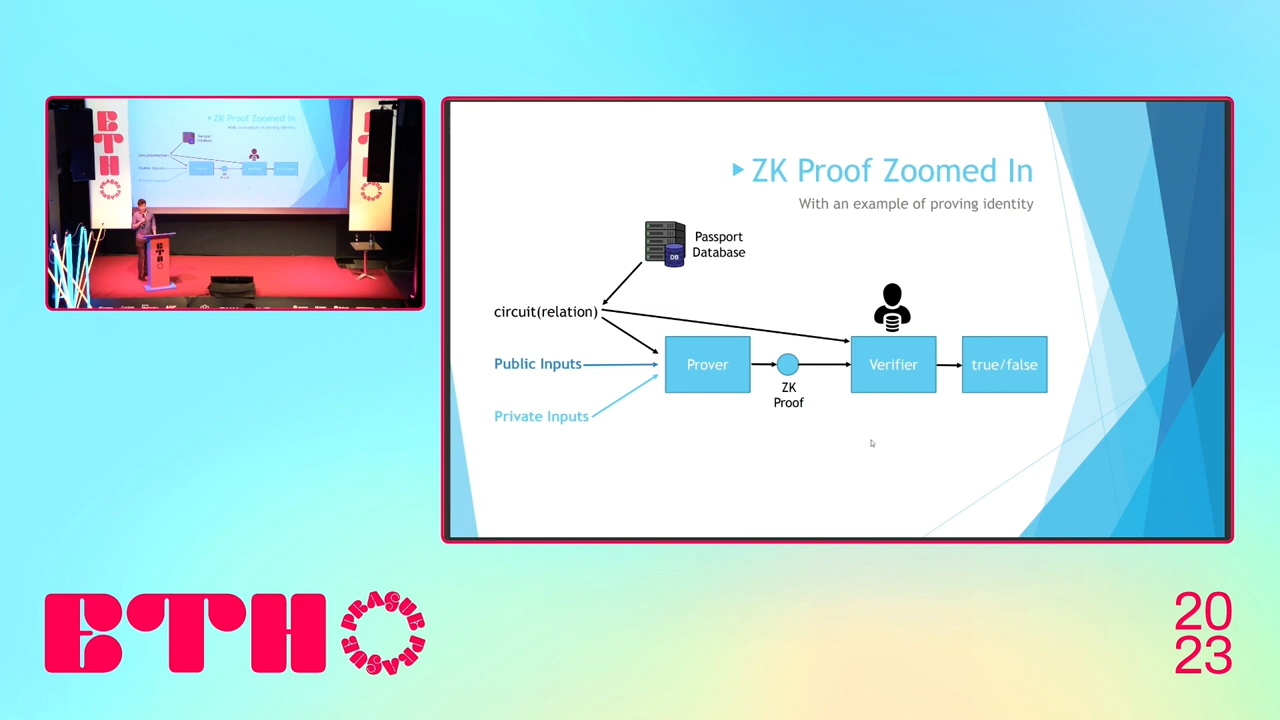 ZK Proof Zoomed In
With an example of proving identity
Passport
Database
DB
circuit(relation)
Public Inputs
Prover
Verifier
true/false
ZK
Proof
Private Inputs
ETH
PRAGUE PRAGUE
20
23